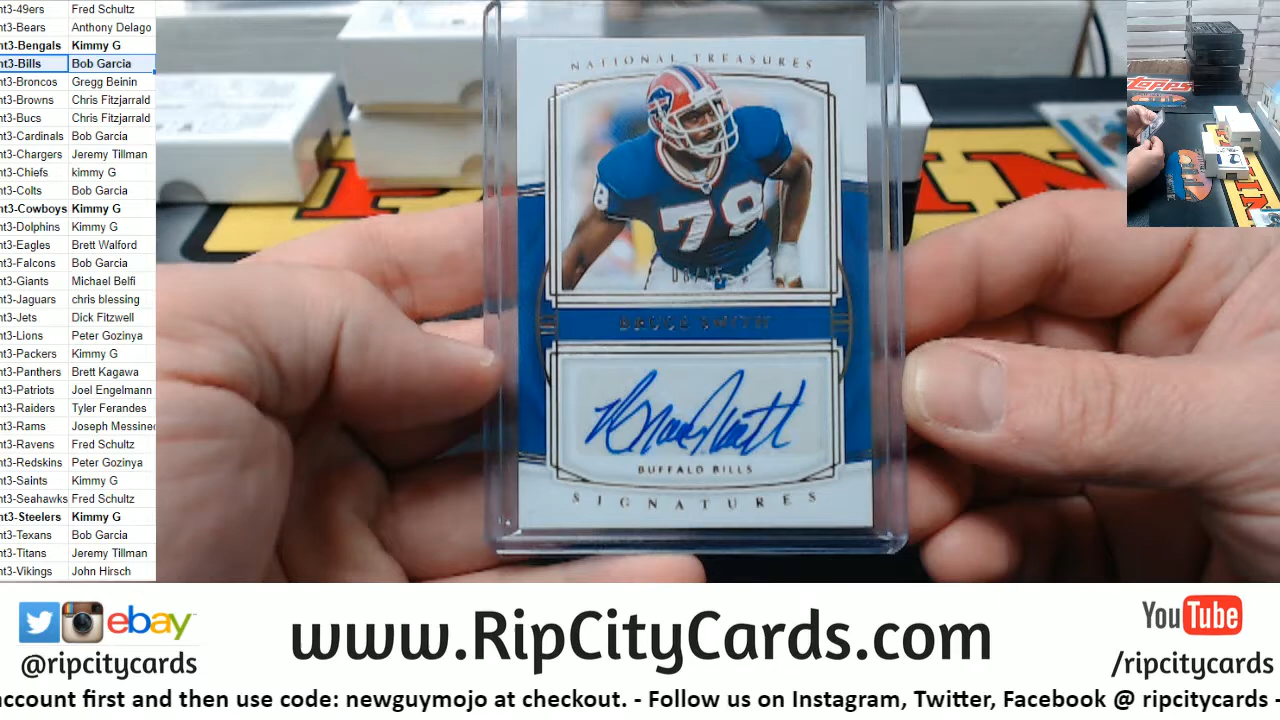 nt3-49ers Fred Schultz
nt3-Bears Anthony Delago
nt3-Bengals Kimmy G
nt3-Bills Bob Garcia
nt3-Broncos Gregg Beinin
nt3-Browns Chris Fitzjarrald
nt3-Bucs Chris Fitzjarrald
nt3-Cardinals Bob Garcia
nt3-Chargers Jeremy Tillman
nt3-Chiefs kimmy G
nt3-Colts Bob Garcia
nt3-Cowboys Kimmy G
nt3-Dolphins Kimmy G
nt3-Eagles Brett Walford
nt3-Falcons Bob Garcia
nt3-Giants Michael Belfi
nt3-Jaguars chris blessing
nt3-Jets Dick Fitzwell
nt3-Lions Peter Gozinya
nt3-Packers Kimmy G
nt3-Panthers Brett Kagawa
nt3-Patriots Joel Engelmann
nt3-Raiders Tyler Ferandes
nt3-Rams Joseph Messine
nt3-Ravens Fred Schultz
nt3-Redskins Peter Gozinya
nt3-Saints Kimmy G
nt3-Seahawks Fred Schultz
nt3-Steelers Kimmy G
nt3-Texans Bob Garcia
nt3-Titans Jeremy Tillman
nt3-Vikings John Hirsch
NATIONAL TREASURES
78
BRUCE SMITH
BUFFALO BILLS
SIGNATURES
Topps
ebay
@ripcitycards
www.RipCityCards.com
YouTube
/ripcitycards
account first and then use code: newguymojo at checkout. - Follow us on Instagram, Twitter, Facebook @ ripcitycards -